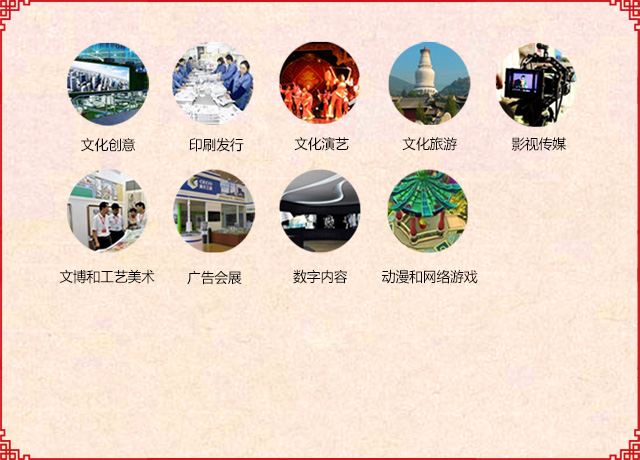 文化创意
印刷发行
文化演艺
文化旅游
影视传媒
文博和工艺美术
广告会展
数字内容
动漫和网络游戏